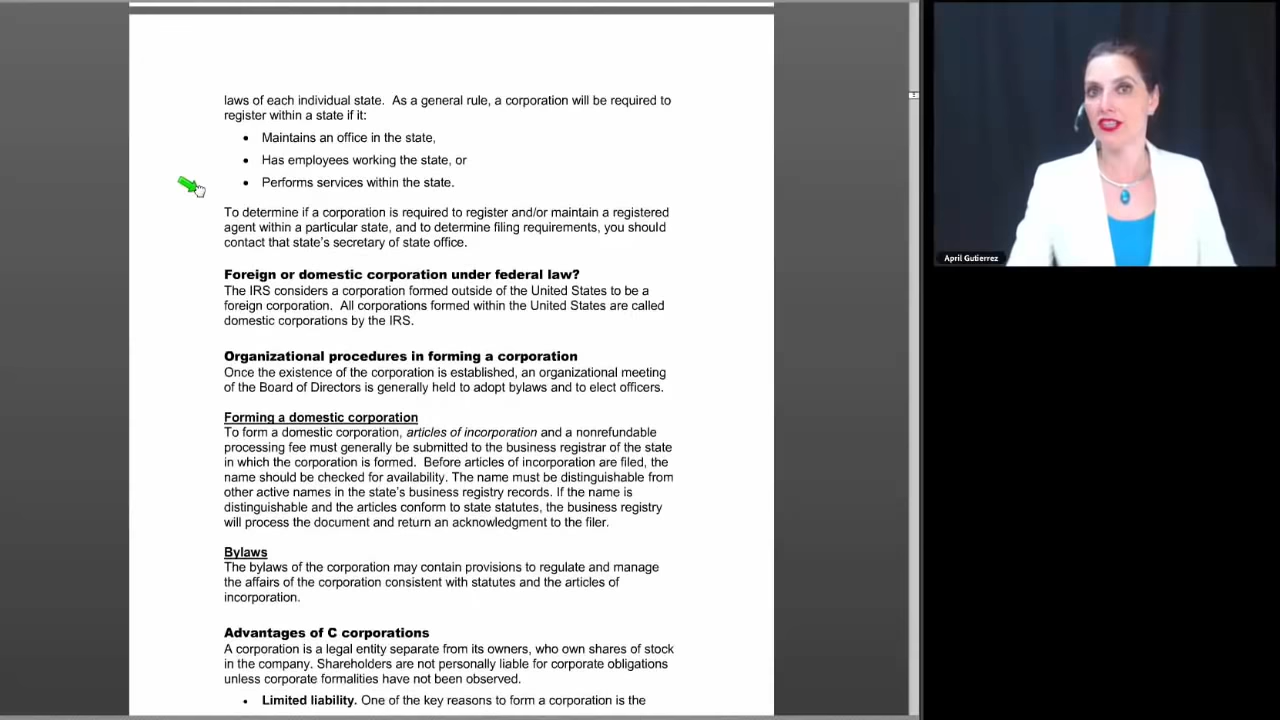 laws of each individual state.  As a general rule, a corporation will be required to
register within a state if it:
• Maintains an office in the state,
• Has employees working the state, or
• Performs services within the state.
To determine if a corporation is required to register and/or maintain a registered
agent within a particular state, and to determine filing requirements, you should
contact that state's secretary of state office.
Foreign or domestic corporation under federal law?
The IRS considers a corporation formed outside of the United States to be a
foreign corporation.  All corporations formed within the United States are called
domestic corporations by the IRS.
Organizational procedures in forming a corporation
Once the existence of the corporation is established, an organizational meeting
of the Board of Directors is generally held to adopt bylaws and to elect officers.
Forming a domestic corporation
To form a domestic corporation, articles of incorporation and a nonrefundable
processing fee must generally be submitted to the business registrar of the state
in which the corporation is formed.  Before articles of incorporation are filed, the
name should be checked for availability. The name must be distinguishable from
other active names in the state's business registry records. If the name is
distinguishable and the articles conform to state statutes, the business registry
will process the document and return an acknowledgment to the filer.
Bylaws
The bylaws of the corporation may contain provisions to regulate and manage
the affairs of the corporation consistent with statutes and the articles of
incorporation.
Advantages of C corporations
A corporation is a legal entity separate from its owners, who own shares of stock
in the company. Shareholders are not personally liable for corporate obligations
unless corporate formalities have not been observed.
• Limited liability. One of the key reasons to form a corporation is the
April Gutierrez